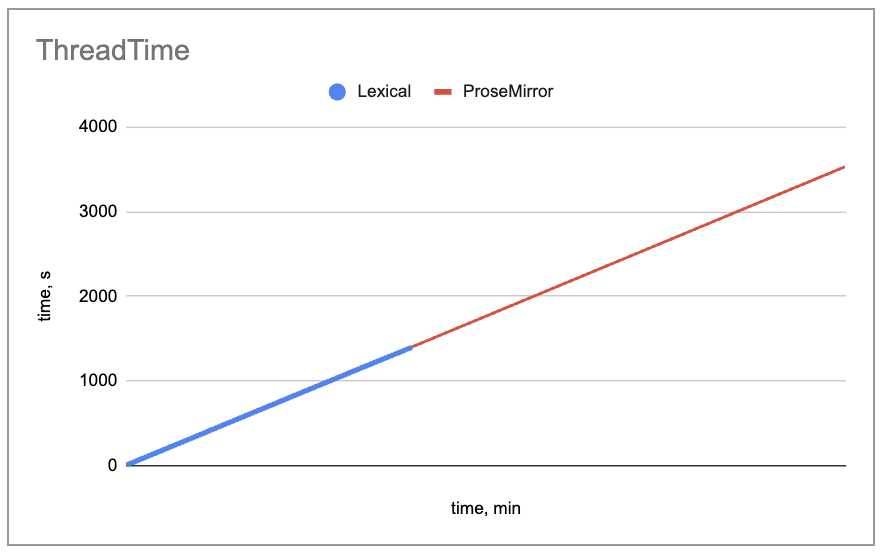 ThreadTime
Lexical ProseMirror
4000
3000
2000
1000
0
time, s
time, min